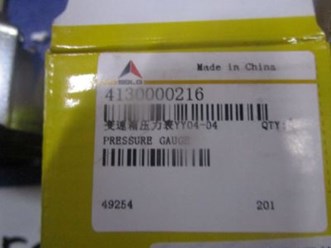 Made in China
4130000216
变速箱压力表YY04-04 QTY:
PRESSURE GAUGE
49254 201